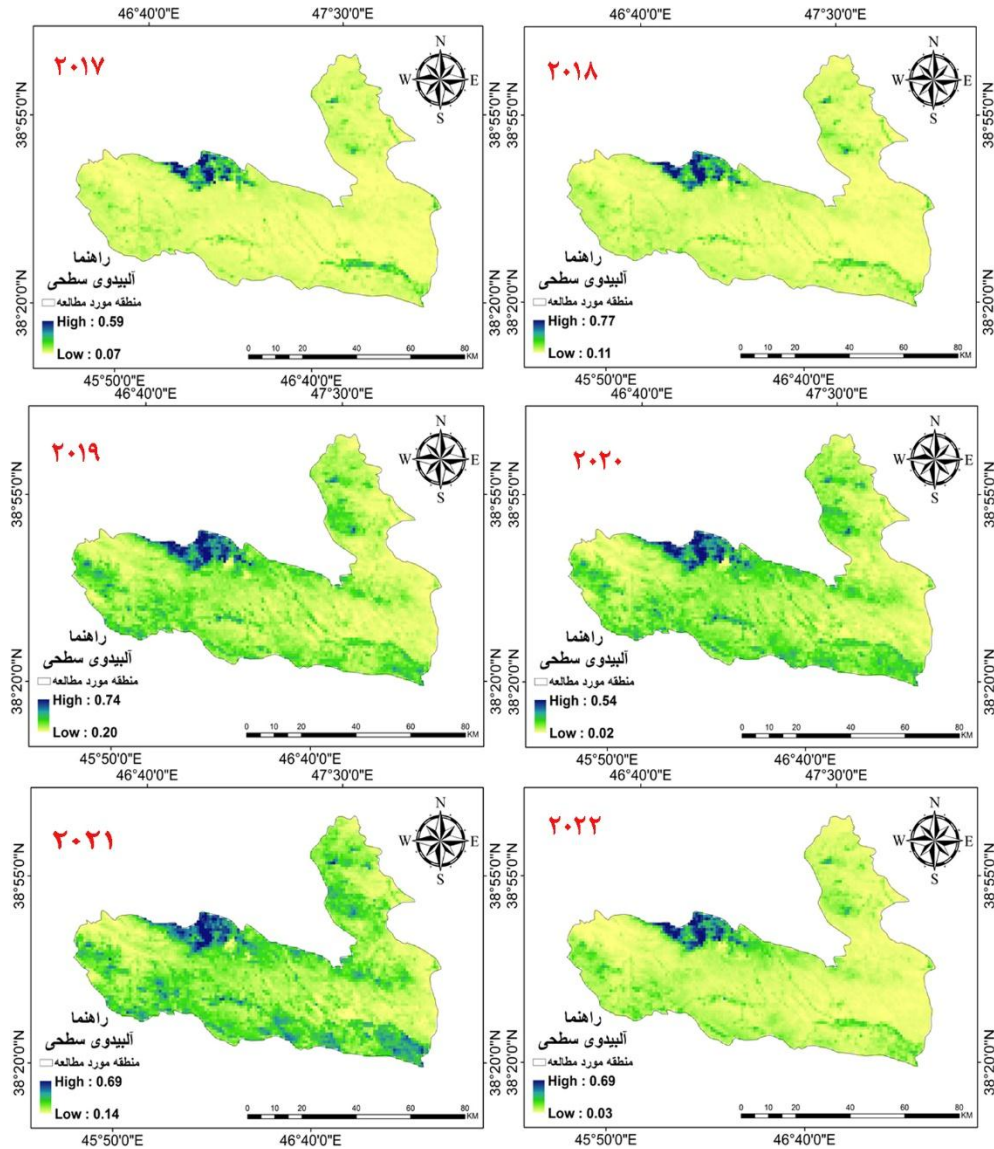 46°40'0"E 47°30'0"E
۲۰۱۷
N
W E
S
38°55'0"N
38°20'0"N
راهنما
آلبیدوی سطحی
منطقه مورد مطالعه
High : 0.59
Low : 0.07
0 10 20 40 60 80
KM
45°50'0"E 46°40'0"E
46°40'0"E 47°30'0"E
۲۰۱۸
N
W E
S
38°55'0"N 38°55'0"N
38°20'0"N 38°20'0"N
راهنما
آلبیدوی سطحی
منطقه مورد مطالعه
High : 0.77
Low : 0.11
0 10 20 40 60 80
KM
45°50'0"E 46°40'0"E
46°40'0"E 47°30'0"E
۲۰۱۹
N
W E
S
38°55'0"N
38°20'0"N
راهنما
آلبیدوی سطحی
منطقه مورد مطالعه
High : 0.74
Low : 0.20
0 10 20 40 60 80
KM
45°50'0"E 46°40'0"E
46°40'0"E 47°30'0"E
۲۰۲۰
N
W E
S
38°55'0"N 38°55'0"N
38°20'0"N 38°20'0"N
راهنما
آلبیدوی سطحی
منطقه مورد مطالعه
High : 0.54
Low : 0.02
0 10 20 40 60 80
KM
45°50'0"E 46°40'0"E
46°40'0"E 47°30'0"E
۲۰۲۱
N
W E
S
38°55'0"N
38°20'0"N
راهنما
آلبیدوی سطحی
منطقه مورد مطالعه
High : 0.69
Low : 0.14
0 10 20 40 60 80
KM
45°50'0"E 46°40'0"E
46°40'0"E 47°30'0"E
۲۰۲۲
N
W E
S
38°55'0"N 38°55'0"N
38°20'0"N 38°20'0"N
راهنما
آلبیدوی سطحی
منطقه مورد مطالعه
High : 0.69
Low : 0.03
0 10 20 40 60 80
KM
45°50'0"E 46°40'0"E